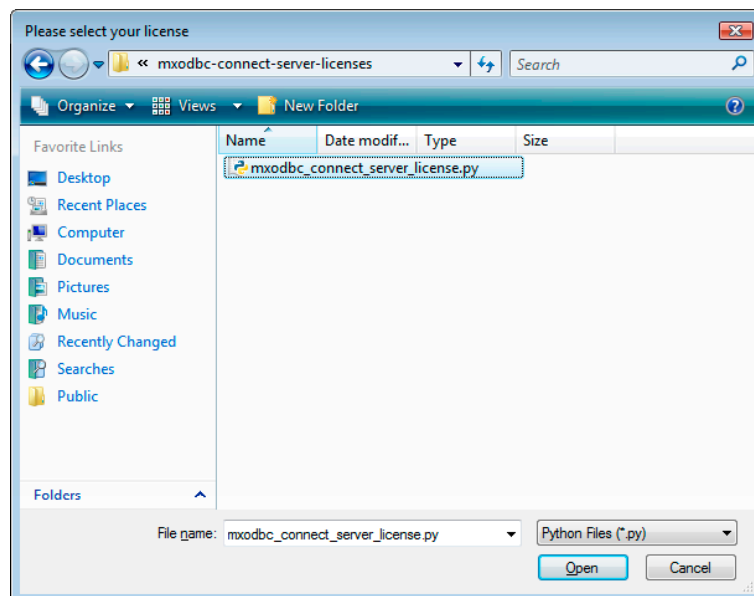 Please select your license
« mxodbc-connect-server-licenses
Search
Organize Views New Folder
Favorite Links
Name Date modif... Type Size
mxodbc_connect_server_license.py
Desktop
Recent Places
Computer
Documents
Pictures
Music
Recently Changed
Searches
Public
Folders
File name: mxodbc_connect_server_license.py Python Files (*.py)
Open Cancel